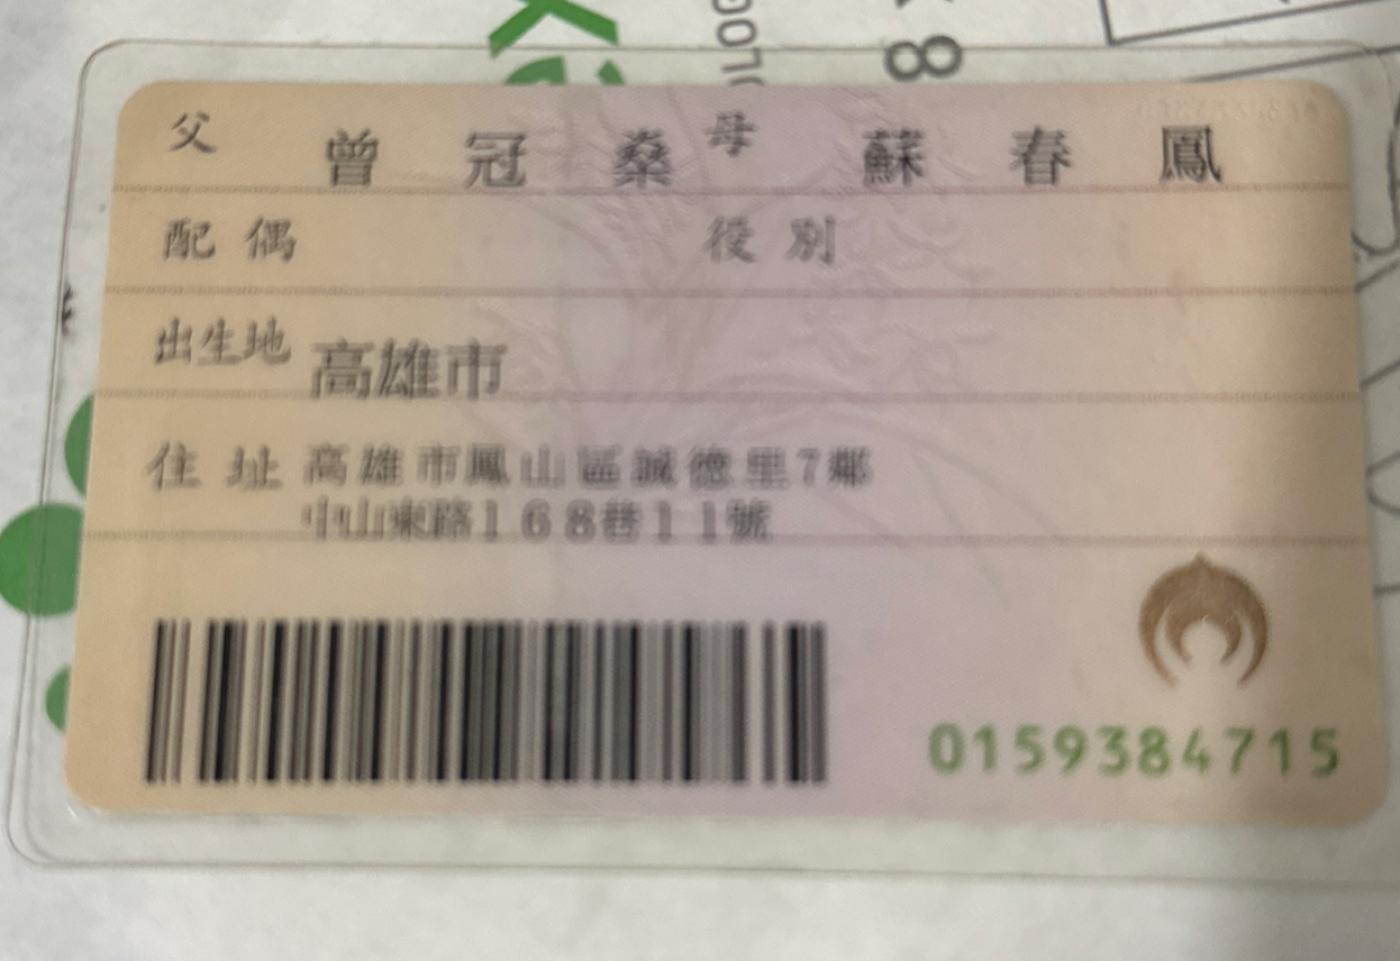 父 曾冠燊 母 蘇春鳳
配偶 役別
出生地 高雄市
住址 高雄市鳳山區誠德里7鄰
中山東路168巷11號
0159384715